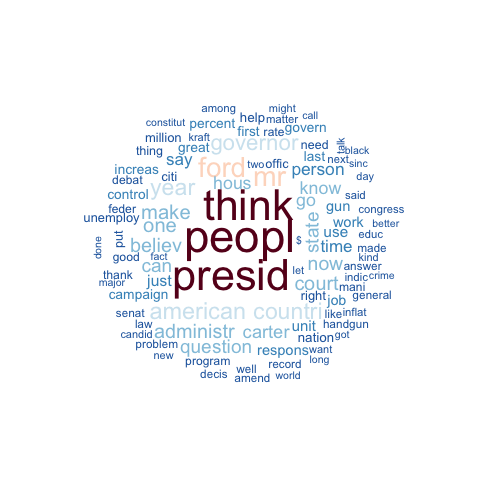 among might
constitut help matter call
million percent first rate govern
thing kraft great governor need talk
say ford mr two offic last next black
increas hous person sinc
debat citi year know day
control think go gun said
feder make state use congress
unemploy one work better
put peopl $ time educ
done believ made
good fact now kind
can presid let court answer
thank just indic crime
major mani
campaign right job general
american countri
senat like inflat
law administr carter unit handgun
candid nation got
problem question respons want
new program record long
decis well amend world